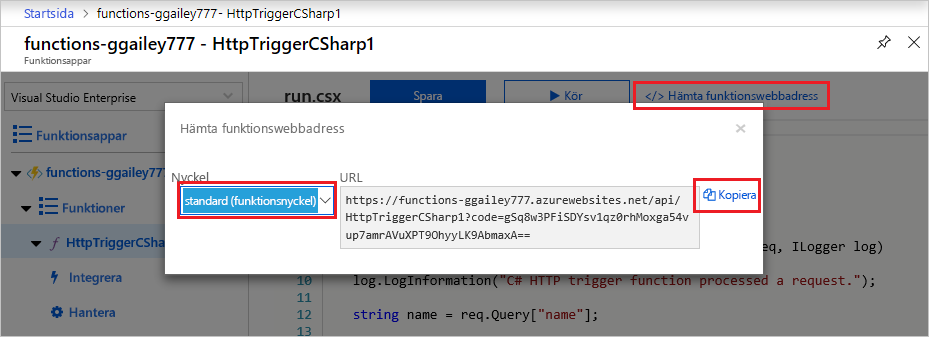 Startsida > functions-ggailey777- HttpTriggerCSharp1
functions-ggailey777 - HttpTriggerCSharp1
Funktionsappar
Visual Studio Enterprise
run.csx
Spara
Kör
</> Hämta funktionswebbadress
Funktionsappar
functions-ggailey777
Funktioner
f HttpTriggerCSha
Integrera
Hantera
Hämta funktionswebbadress
Nyckel
URL
standard (funktionsnyckel)
https://functions-ggailey777.azurewebsites.net/api/
HttpTriggerCSharp1?code=gSq8w3PFiSDYsv1qz0rhMoxga54v
up7amrAVuXPT9OhyyLK9AbmaxA==
Kopiera
eq, ILogger log)
10 log.LogInformation("C# HTTP trigger function processed a request.");
11
12 string name = req.Query["name"];
13